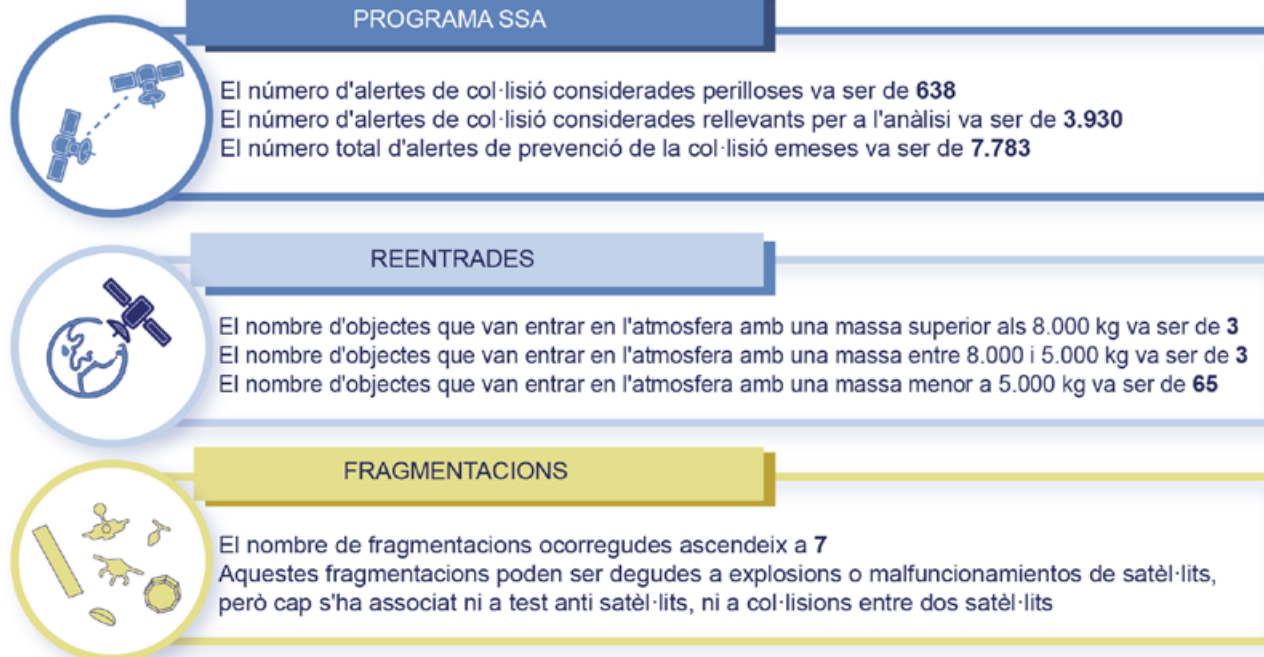 PROGRAMA SSA
El número d'alertes de col·lisió considerades perilloses va ser de 638
El número d'alertes de col·lisió considerades rellevants per a l'anàlisi va ser de 3.930
El número total d'alertes de prevenció de la col·lisió emeses va ser de 7.783
REENTRADES
El nombre d'objectes que van entrar en l'atmosfera amb una massa superior als 8.000 kg va ser de 3
El nombre d'objectes que van entrar en l'atmosfera amb una massa entre 8.000 i 5.000 kg va ser de 3
El nombre d'objectes que van entrar en l'atmosfera amb una massa menor a 5.000 kg va ser de 65
FRAGMENTACIONS
El nombre de fragmentacions ocorregudes ascendeix a 7
Aquestes fragmentacions poden ser degudes a explosions o malfuncionamientos de satèl·lits,
però cap s'ha associat ni a test anti satèl·lits, ni a col·lisions entre dos satèl·lits